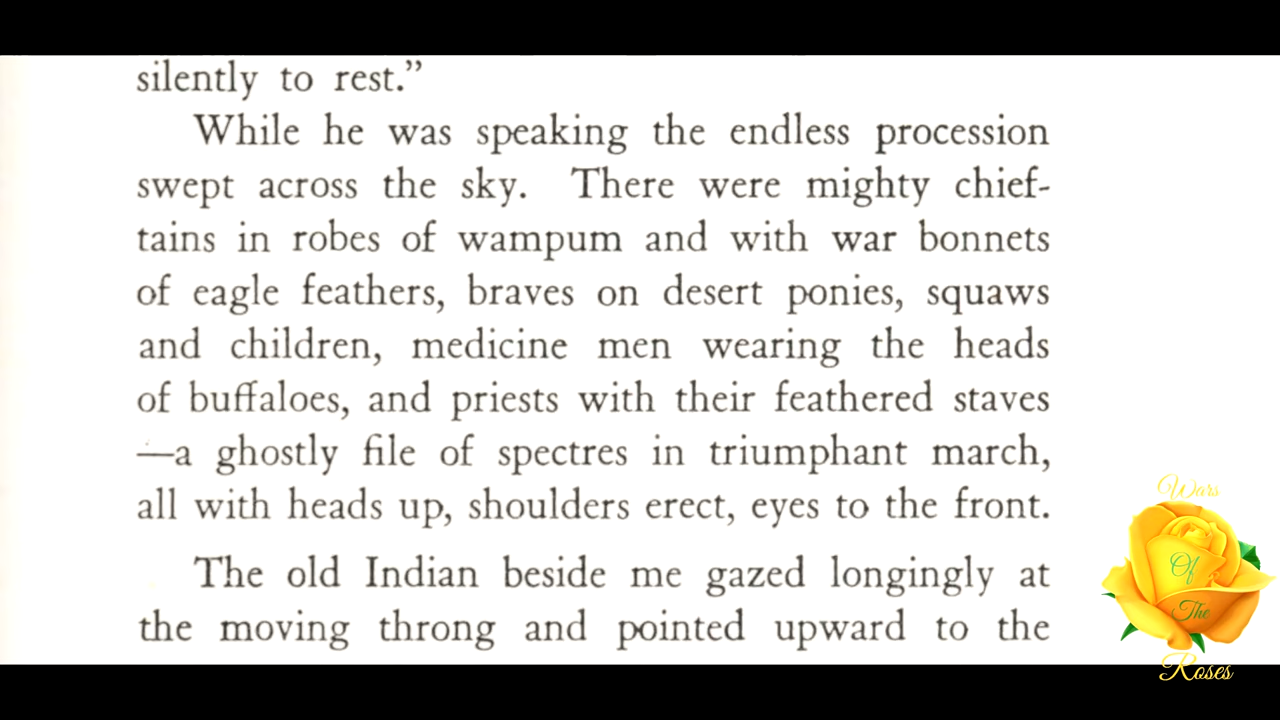 silently to rest.”
While he was speaking the endless procession
swept across the sky. There were mighty chief-
tains in robes of wampum and with war bonnets
of eagle feathers, braves on desert ponies, squaws
and children, medicine men wearing the heads
of buffaloes, and priests with their feathered staves
—a ghostly file of spectres in triumphant march,
all with heads up, shoulders erect, eyes to the front.
The old Indian beside me gazed longingly at
the moving throng and pointed upward to the
Wars
Of
The
Roses